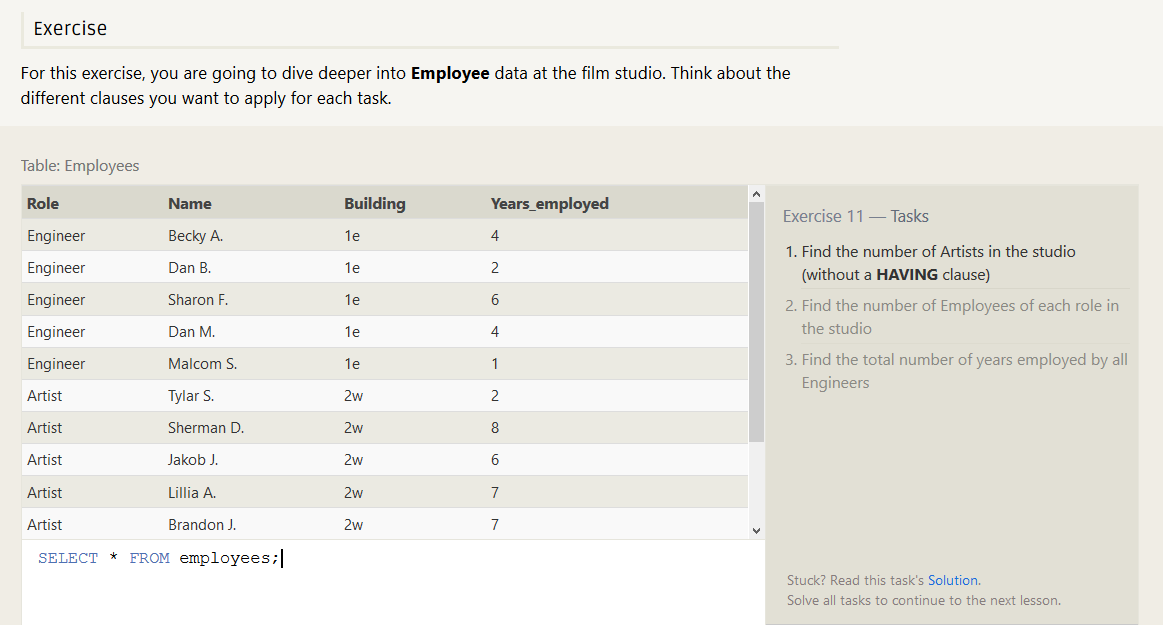 Exercise
For this exercise, you are going to dive deeper into Employee data at the film studio. Think about the
different clauses you want to apply for each task.
Table: Employees
Role Name Building Years_employed
Engineer Becky A. 1e 4
Engineer Dan B. 1e 2
Engineer Sharon F. 1e 6
Engineer Dan M. 1e 4
Engineer Malcom S. 1e 1
Artist Tylar S. 2w 2
Artist Sherman D. 2w 8
Artist Jakob J. 2w 6
Artist Lillia A. 2w 7
Artist Brandon J. 2w 7
SELECT * FROM employees;
Exercise 11 — Tasks
1. Find the number of Artists in the studio
(without a HAVING clause)
2. Find the number of Employees of each role in
the studio
3. Find the total number of years employed by all
Engineers
Stuck? Read this task's Solution.
Solve all tasks to continue to the next lesson.